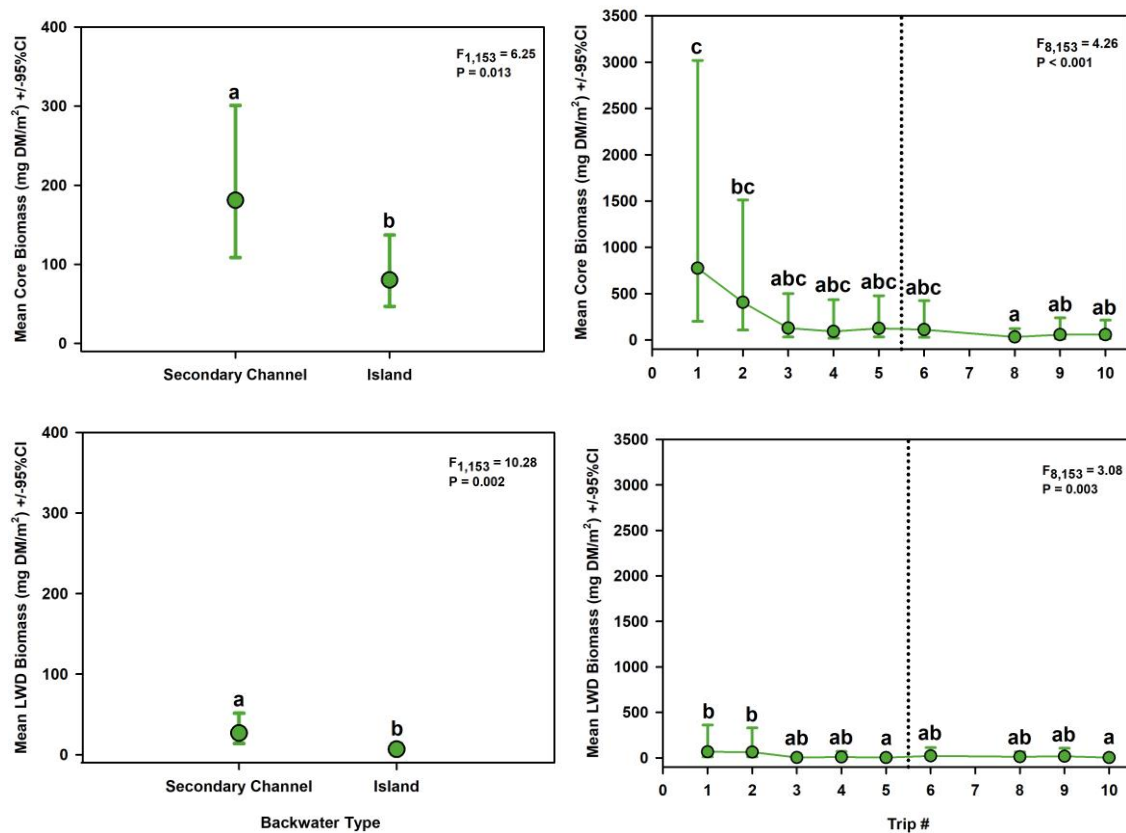 Mean Core Biomass (mg DM/m²) +/-95%CI
400
300
200
100
0
F1,153 = 6.25
P = 0.013
a
b
Secondary Channel
Island
Mean Core Biomass (mg DM/m²) +/-95%CI
3500
3000
2500
2000
1500
1000
500
0
F8,153 = 4.26
P < 0.001
c
bc
abc
abc
abc
abc
a
ab
ab
0 1 2 3 4 5 6 7 8 9 10
Mean LWD Biomass (mg DM/m²) +/-95%CI
400
300
200
100
0
F1,153 = 10.28
P = 0.002
a
b
Secondary Channel
Island
Backwater Type
Mean LWD Biomass (mg DM/m²) +/-95%CI
3500
3000
2500
2000
1500
1000
500
0
F8,153 = 3.08
P = 0.003
b
b
ab
ab
a
ab
ab
ab
a
0 1 2 3 4 5 6 7 8 9 10
Trip #